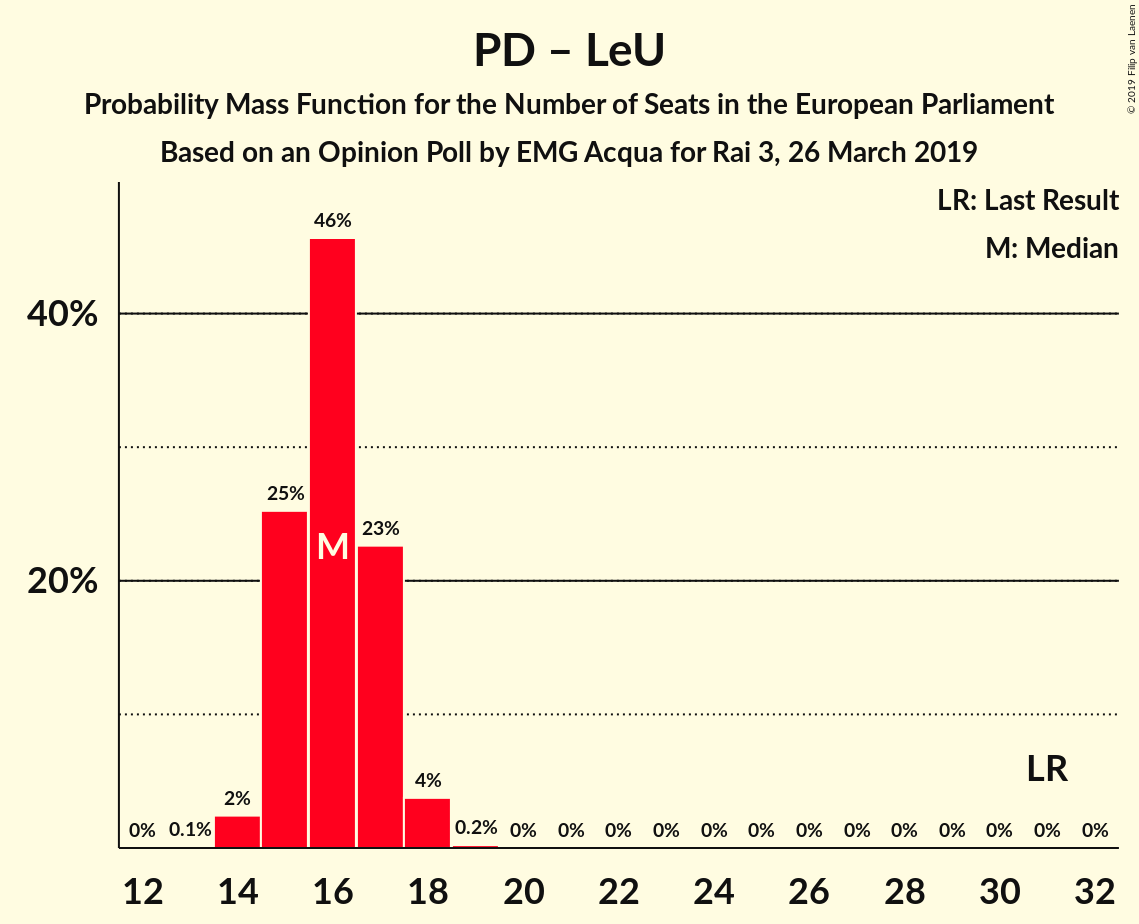 PD – LeU
Probability Mass Function for the Number of Seats in the European Parliament
Based on an Opinion Poll by EMG Acqua for Rai 3, 26 March 2019
© 2019 Filip van Laenen
LR: Last Result
M: Median
46%
40%
25%
M
23%
20%
LR
4%
2%
0% 0.1% 0.2% 0% 0% 0% 0% 0% 0% 0% 0% 0% 0% 0% 0% 0%
12 14 16 18 20 22 24 26 28 30 32